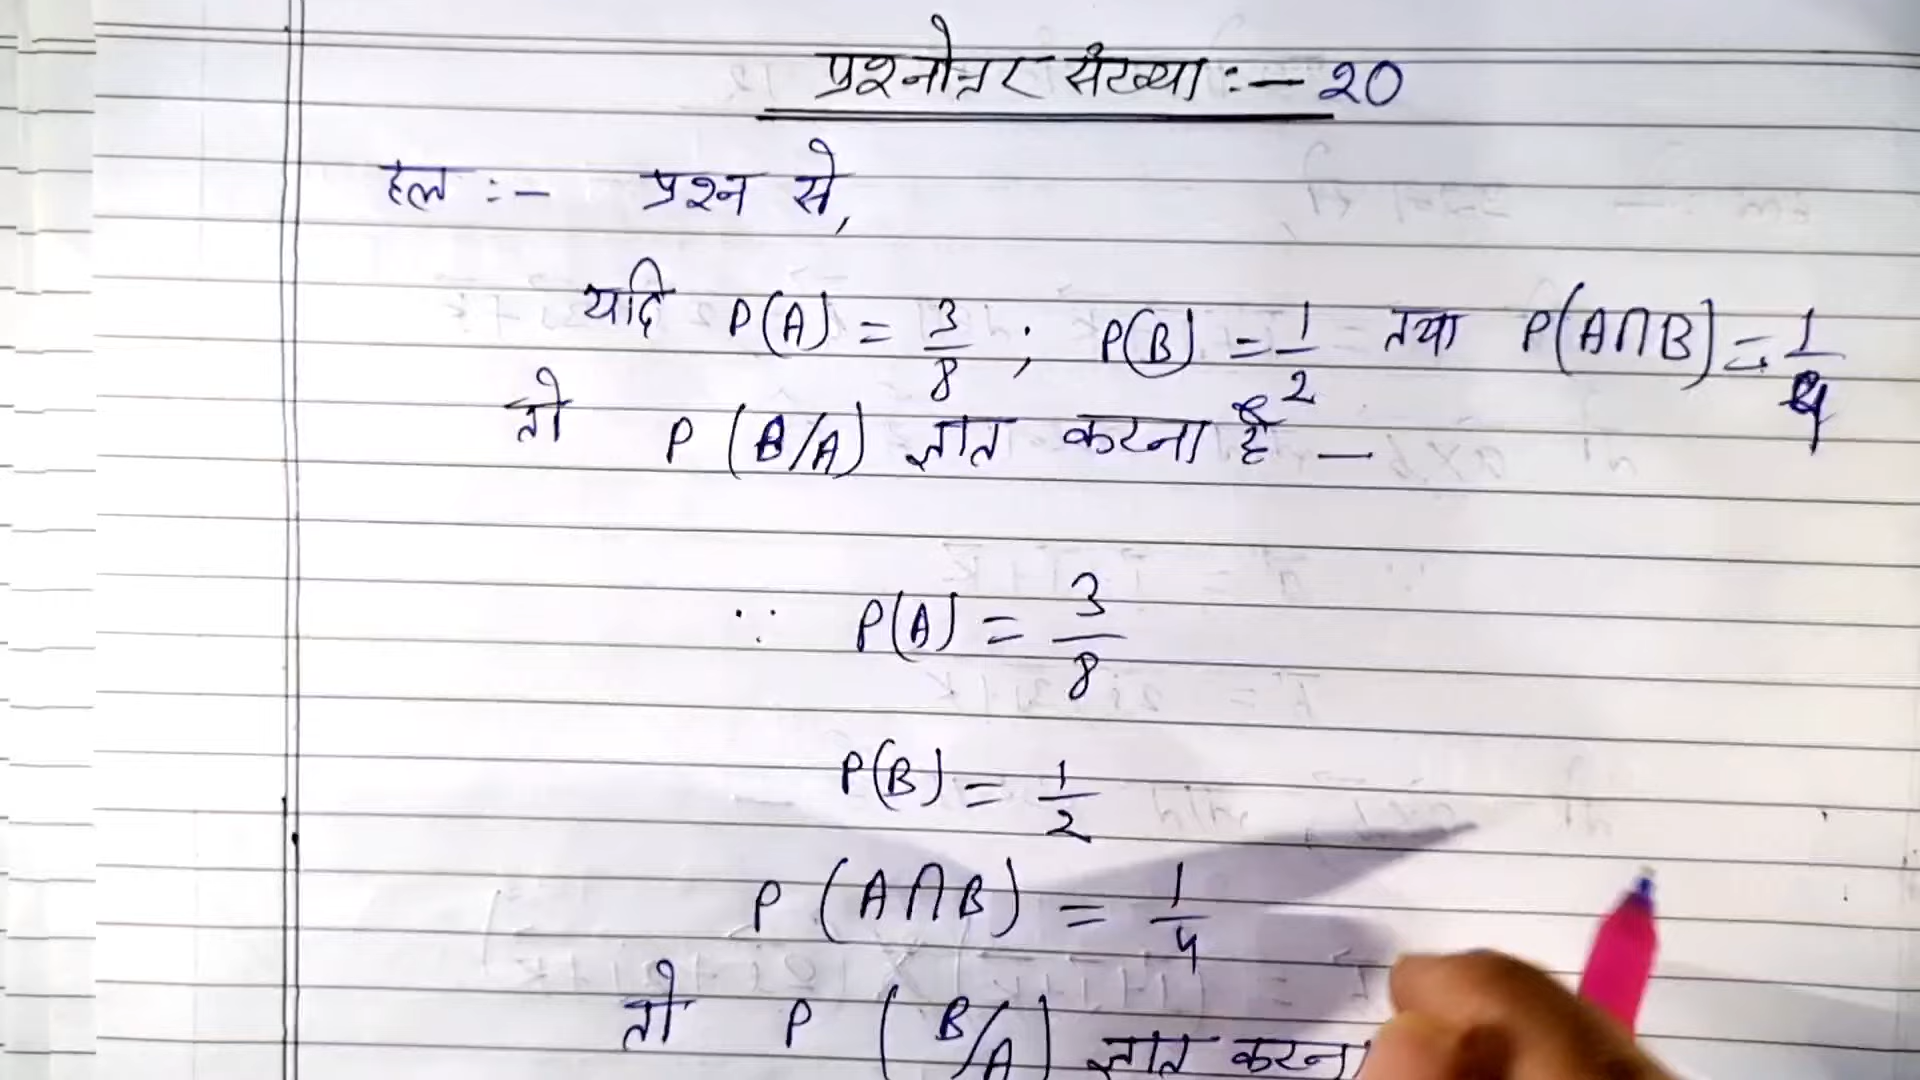 प्रश्नोत्तर संख्या :- 20
हल :- प्रश्न से,
यदि P(A) = 3/8 ; P(B) = 1/2 तथा P(A∩B) = 1/4
तो P(B/A) ज्ञात करना है —
∵ P(A) = 3/8
P(B) = 1/2
P(A∩B) = 1/4
तो P(B/A) ज्ञात करना